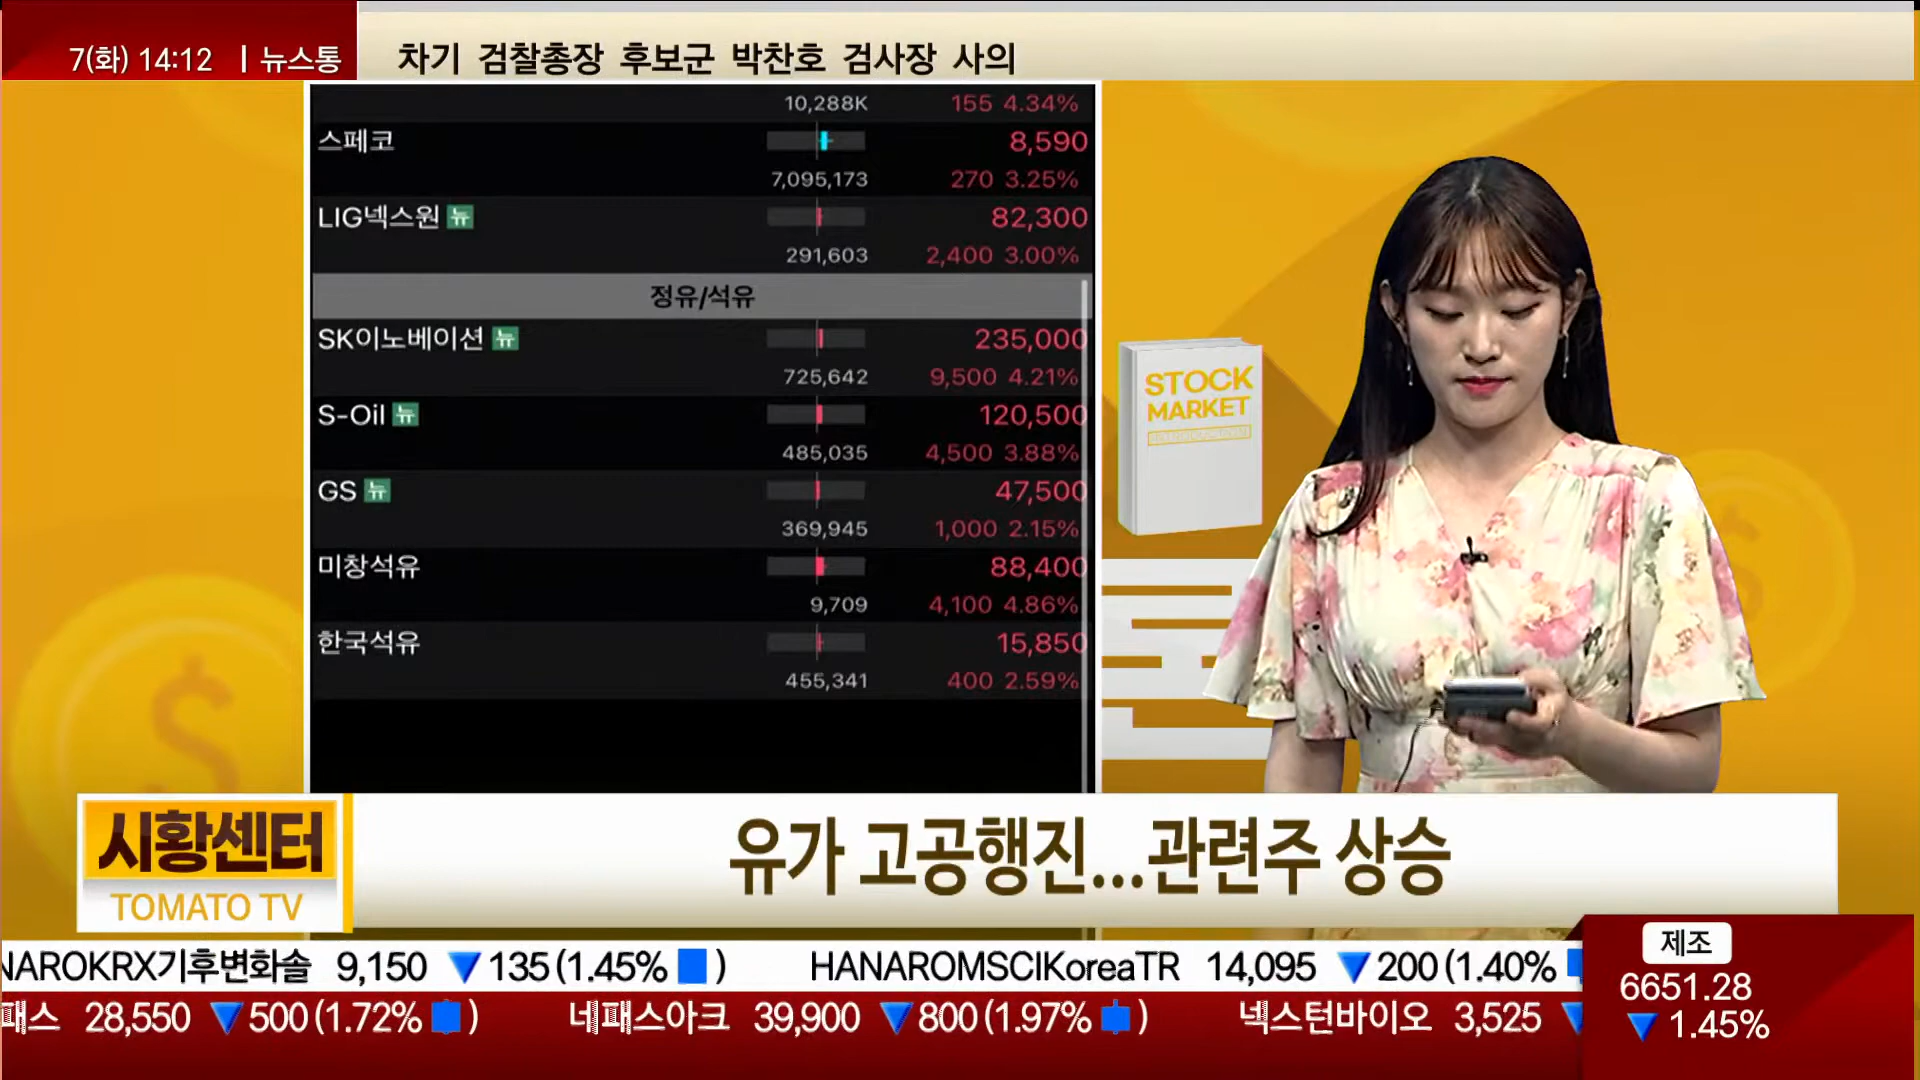 7(화) 14:12 | 뉴스통
차기 검찰총장 후보군 박찬호 검사장 사의
10,288K 155 4.34%
스페코 8,590
7,095,173 270 3.25%
LIG넥스원 뉴 82,300
291,603 2,400 3.00%
정유/석유
SK이노베이션 뉴 235,000
725,642 9,500 4.21%
S-Oil 뉴 120,500
485,035 4,500 3.88%
GS 뉴 47,500
369,945 1,000 2.15%
미창석유 88,400
9,709 4,100 4.86%
한국석유 15,850
455,341 400 2.59%
STOCK
MARKET
시황센터
TOMATO TV
유가 고공행진...관련주 상승
NAROKRX기후변화솔 9,150 ▼135(1.45% ) HANAROMSCIKoreaTR 14,095 ▼200(1.40%
패스 28,550 ▼500(1.72% ) 네패스아크 39,900 ▼800(1.97% ) 넥스턴바이오 3,525 ▼
제조
6651.28
▼ 1.45%